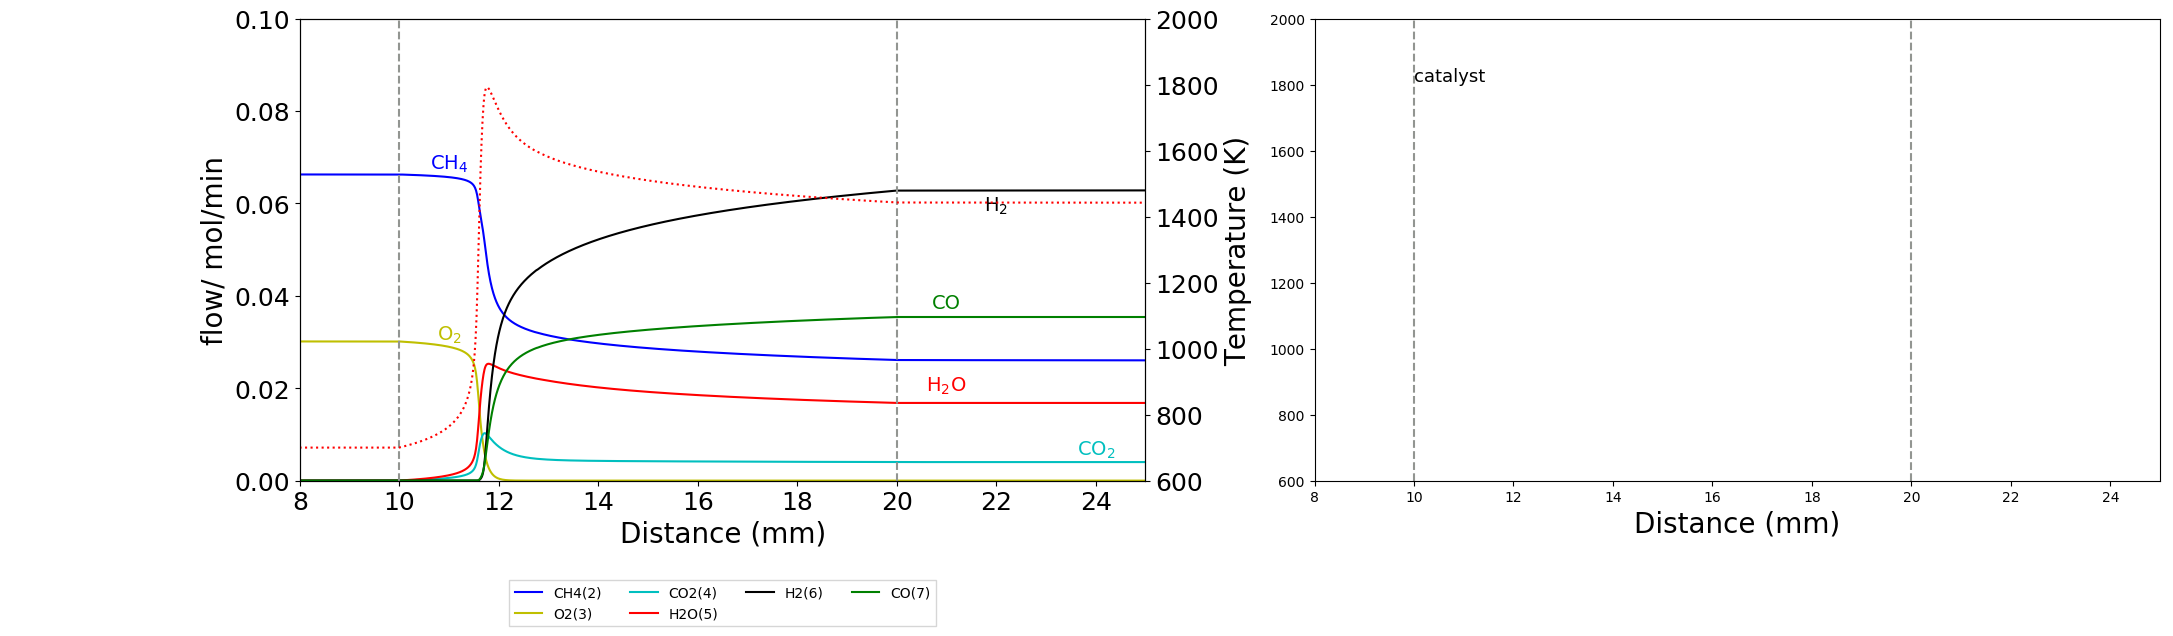 0.10
0.08
0.06
0.04
0.02
0.00
flow/ mol/min
8 10 12 14 16 18 20 22 24
Distance (mm)
CH4
O2
H2
CO
H2O
CO2
2000
1800
1600
1400
1200
1000
800
600
Temperature (K)
CH4(2) CO2(4) H2(6) CO(7)
O2(3) H2O(5)
2000
1800
1600
1400
1200
1000
800
600
catalyst
8 10 12 14 16 18 20 22 24
Distance (mm)